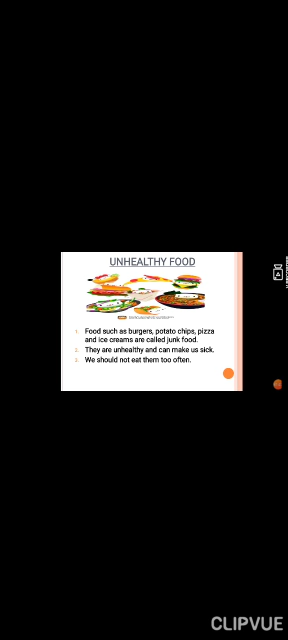 UNHEALTHY FOOD
1. Food such as burgers, potato chips, pizza
and ice creams are called junk food.
2. They are unhealthy and can make us sick.
3. We should not eat them too often.
CLIPVUE